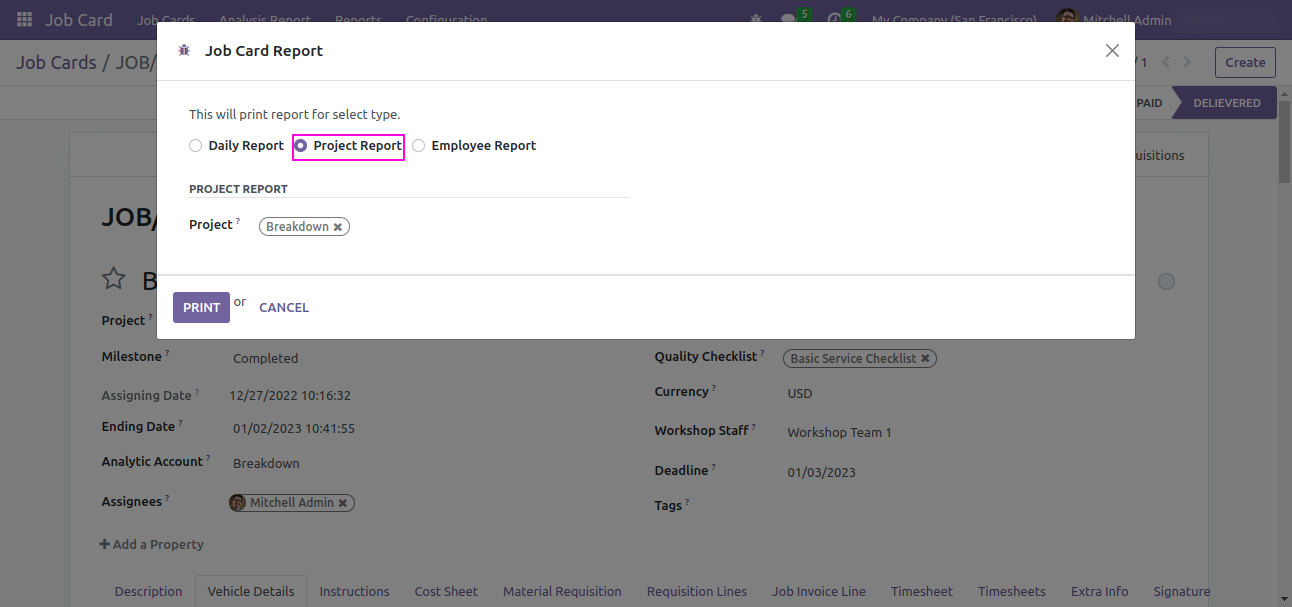 Job Card Job Cards Analysis Report Reports Configuration 5 6 My Company (San Francisco) Mitchell Admin
Job Card Report
Job Cards / JOB/ / 1 Create
PAID DELIEVERED
This will print report for select type.
Daily Report Project Report Employee Report
uisitions
PROJECT REPORT
JOB/
Project ? Breakdown ✖
B
PRINT or CANCEL
Project ?
Milestone ? Completed Quality Checklist ? Basic Service Checklist ✖
Assigning Date ? 12/27/2022 10:16:32 Currency ? USD
Ending Date ? 01/02/2023 10:41:55 Workshop Staff ? Workshop Team 1
Analytic Account ? Breakdown Deadline ? 01/03/2023
Assignees ? Mitchell Admin ✖ Tags ?
+ Add a Property
Description Vehicle Details Instructions Cost Sheet Material Requisition Requisition Lines Job Invoice Line Timesheet Timesheets Extra Info Signature